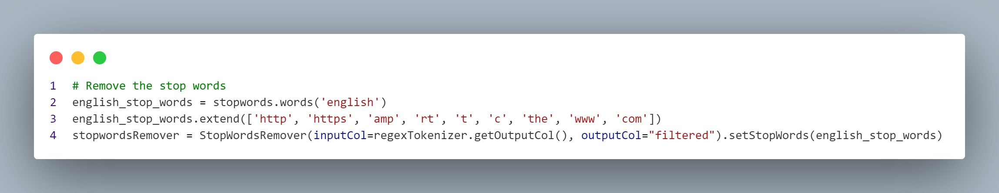 1 # Remove the stop words
2 english_stop_words = stopwords.words('english')
3 english_stop_words.extend(['http', 'https', 'amp', 'rt', 't', 'c', 'the', 'www', 'com'])
4 stopwordsRemover = StopWordsRemover(inputCol=regexTokenizer.getOutputCol(), outputCol="filtered").setStopWords(english_stop_words)